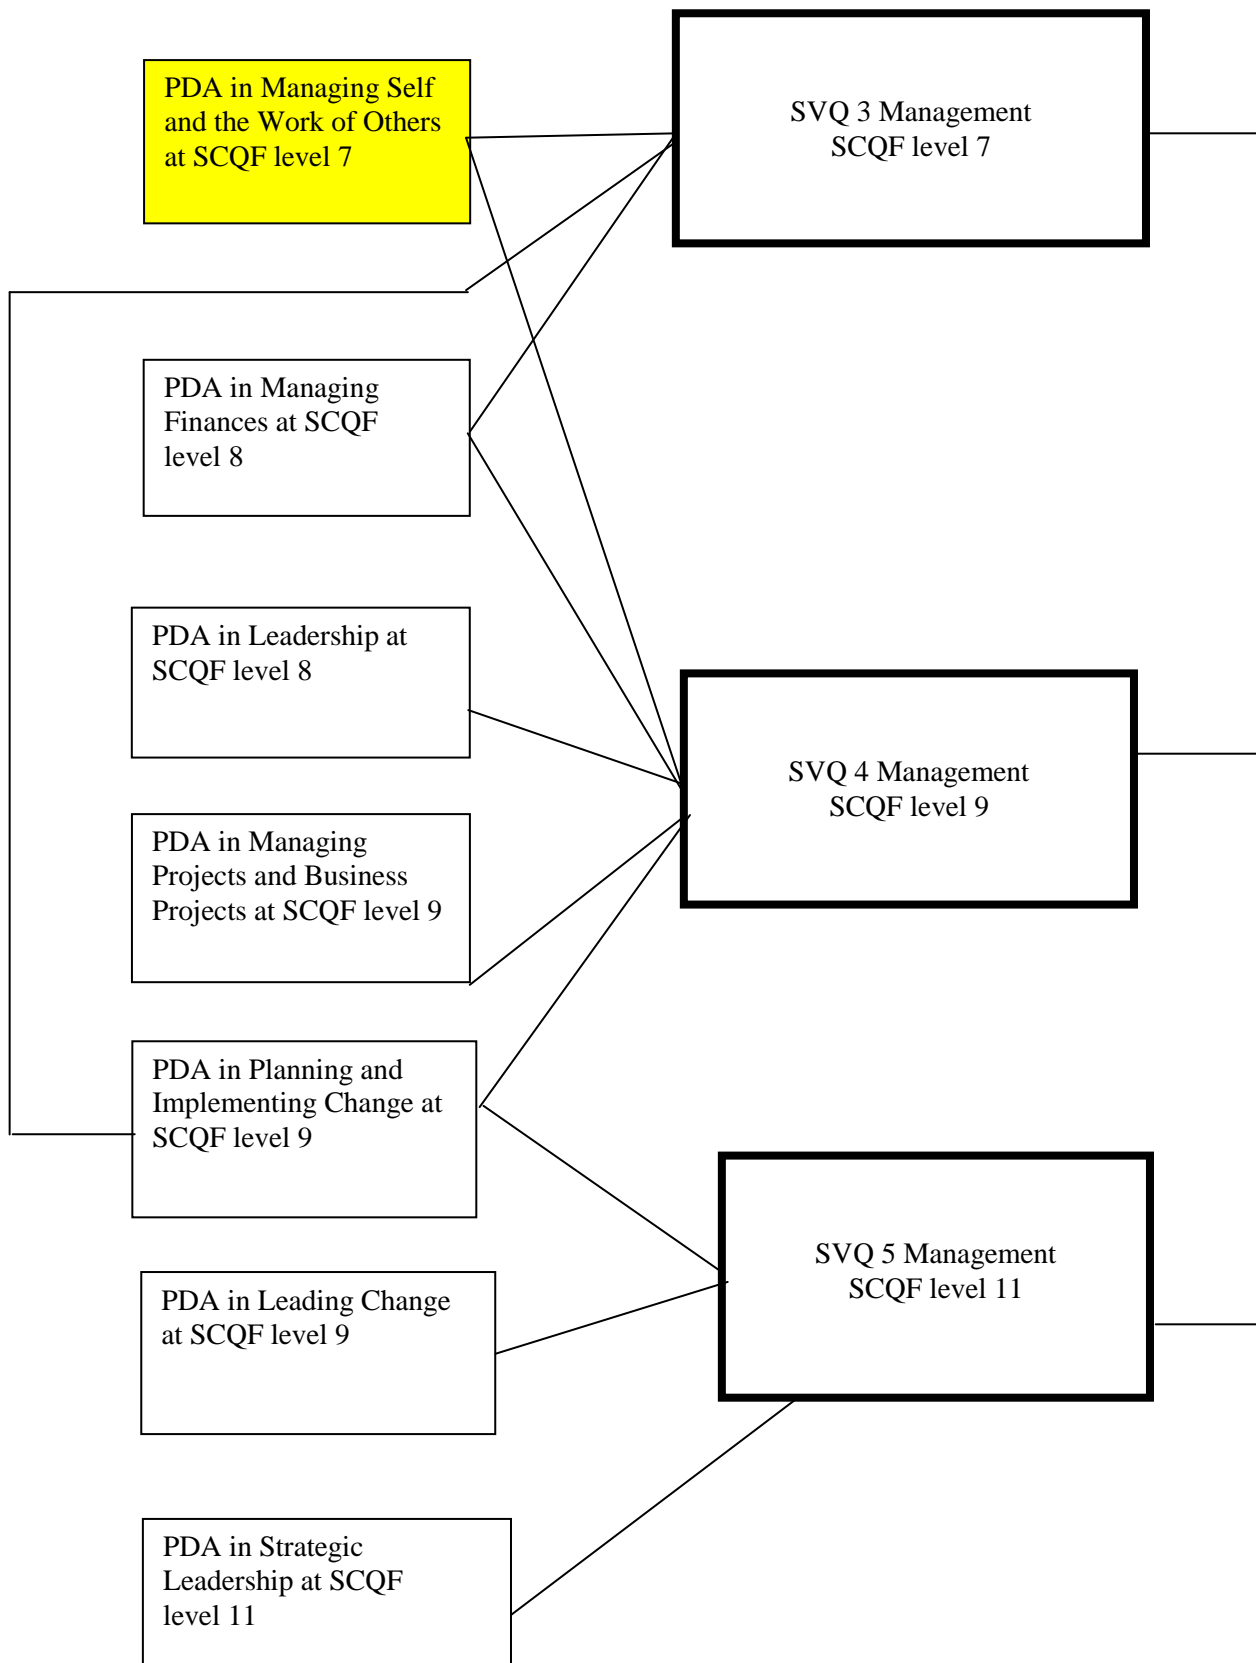 PDA in Managing Self
and the Work of Others
at SCQF level 7
SVQ 3 Management
SCQF level 7
PDA in Managing
Finances at SCQF
level 8
PDA in Leadership at
SCQF level 8
SVQ 4 Management
SCQF level 9
PDA in Managing
Projects and Business
Projects at SCQF level 9
PDA in Planning and
Implementing Change at
SCQF level 9
SVQ 5 Management
SCQF level 11
PDA in Leading Change
at SCQF level 9
PDA in Strategic
Leadership at SCQF
level 11